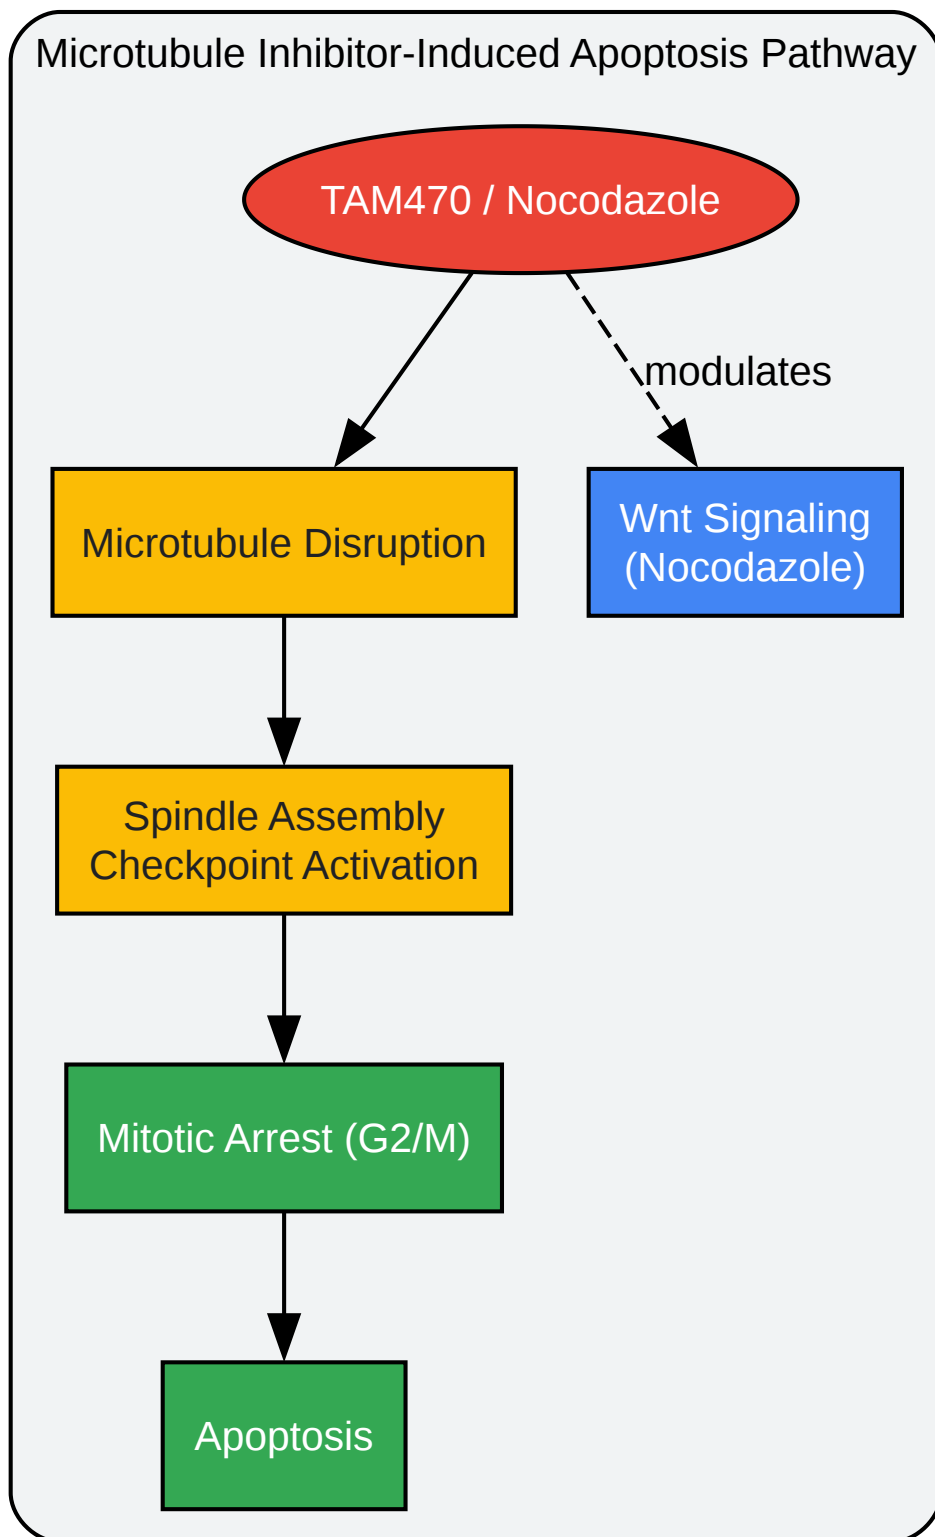 Microtubule Inhibitor-Induced Apoptosis Pathway
TAM470 / Nocodazole
modulates
Microtubule Disruption
Wnt Signaling
(Nocodazole)
Spindle Assembly
Checkpoint Activation
Mitotic Arrest (G2/M)
Apoptosis